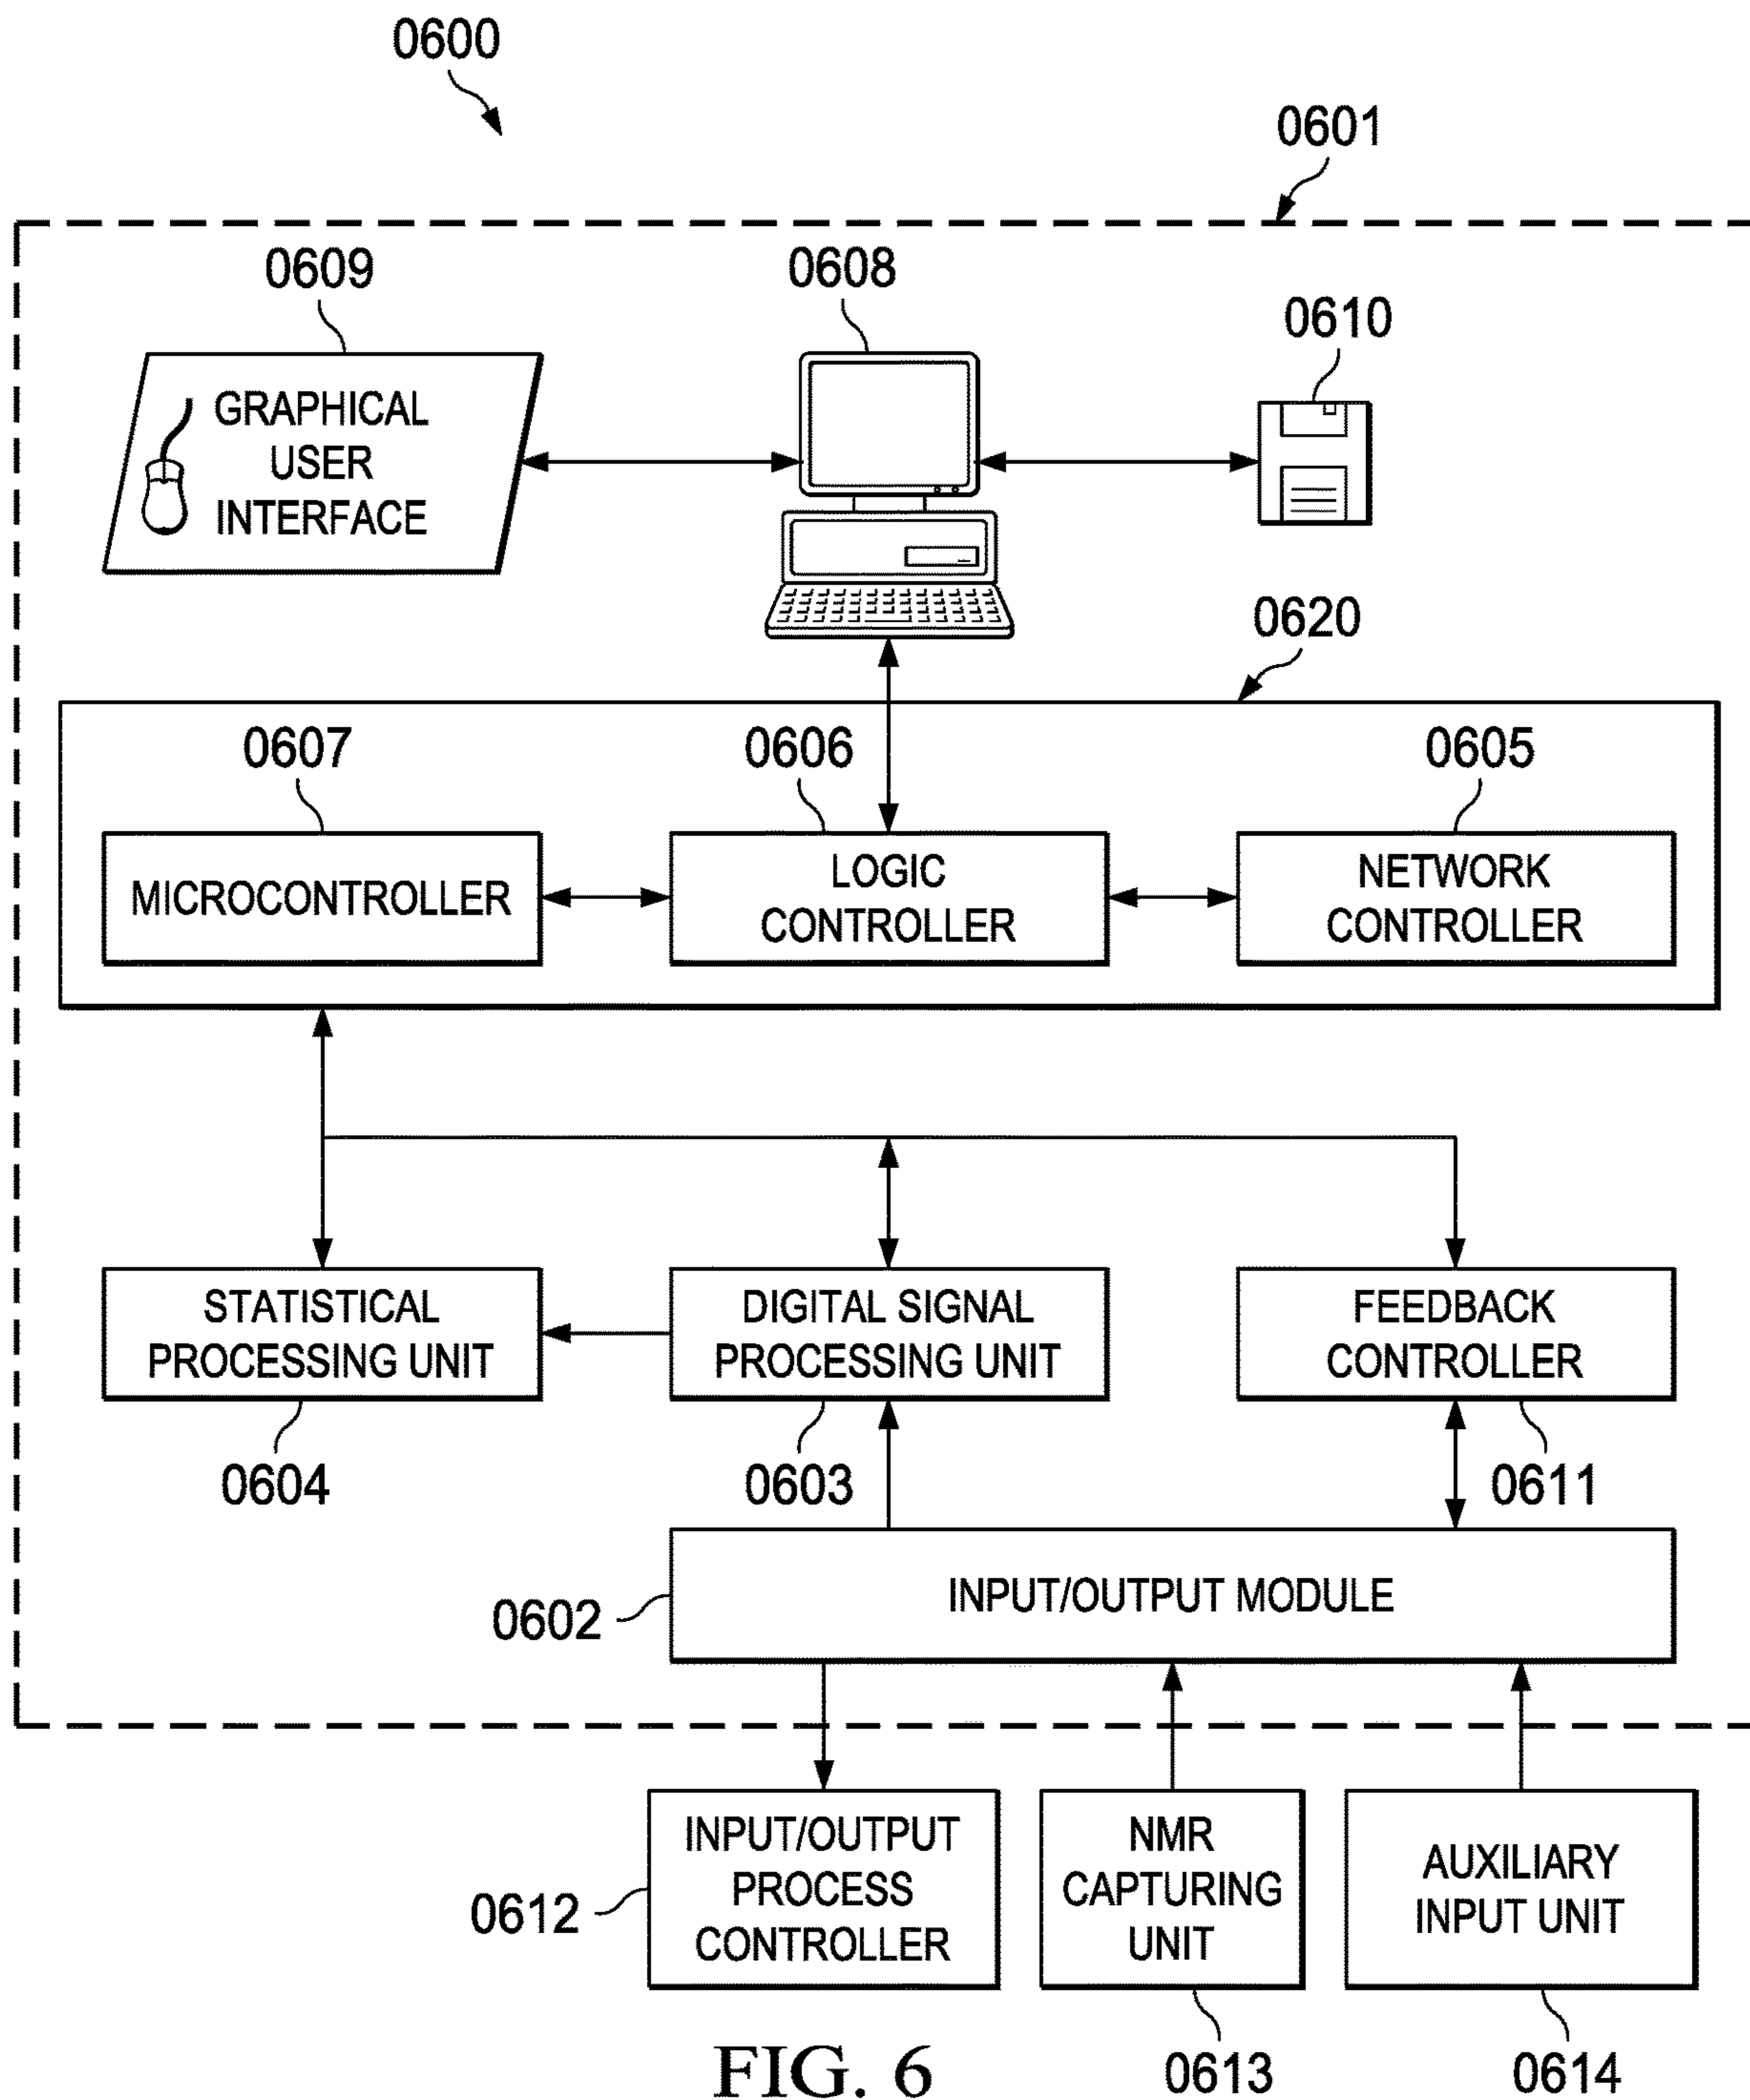 0600
0601
0609
0608
0610
GRAPHICAL
USER
INTERFACE
0620
0607
0606
0605
MICROCONTROLLER
LOGIC
CONTROLLER
NETWORK
CONTROLLER
STATISTICAL
PROCESSING UNIT
DIGITAL SIGNAL
PROCESSING UNIT
FEEDBACK
CONTROLLER
0604
0603
0611
INPUT/OUTPUT MODULE
0602
INPUT/OUTPUT
PROCESS
CONTROLLER
NMR
CAPTURING
UNIT
AUXILIARY
INPUT UNIT
0612
0613
0614
FIG. 6